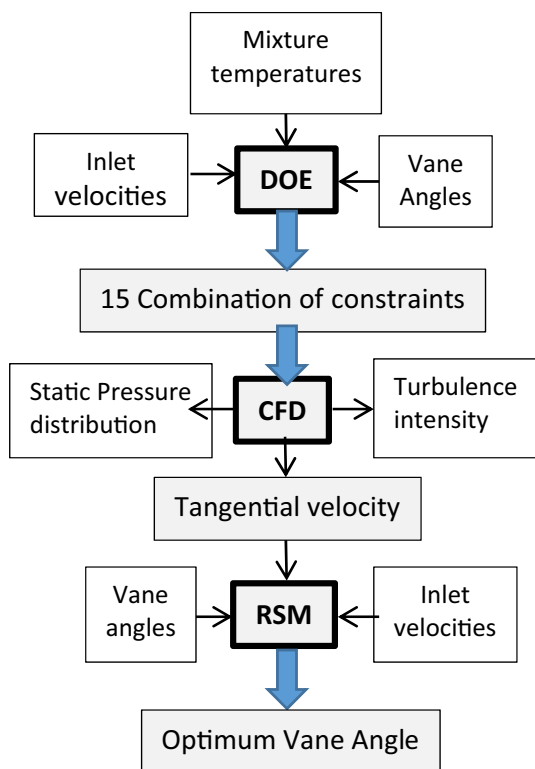 Mixture
temperatures
Inlet
velocities
DOE
Vane
Angles
15 Combination of constraints
Static Pressure
distribution
CFD
Turbulence
intensity
Tangential velocity
Vane
angles
RSM
Inlet
velocities
Optimum Vane Angle